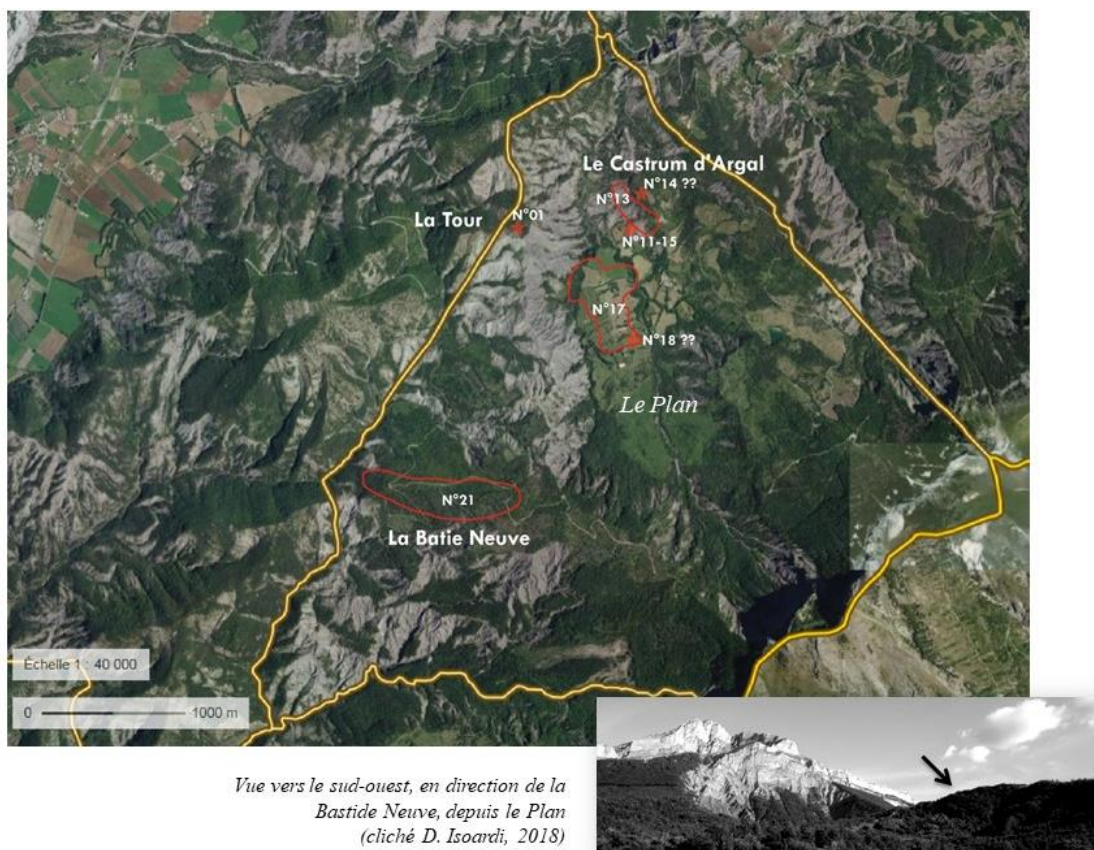 Le Castrum d'Argal
N°14 ??
N°13
La Tour
N°01
N°11-15
N°17
N°18 ??
Le Plan
N°21
La Batie Neuve
Échelle 1 : 40 000
0 1000 m
Vue vers le sud-ouest, en direction de la
Bastide Neuve, depuis le Plan
(cliché D. Isoardi, 2018)